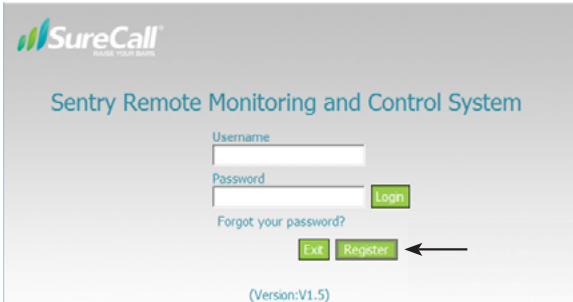 SureCall
RAISE YOUR BARS.
Sentry Remote Monitoring and Control System
Username
Password
Login
Forgot your password?
Exit Register
(Version:V1.5)